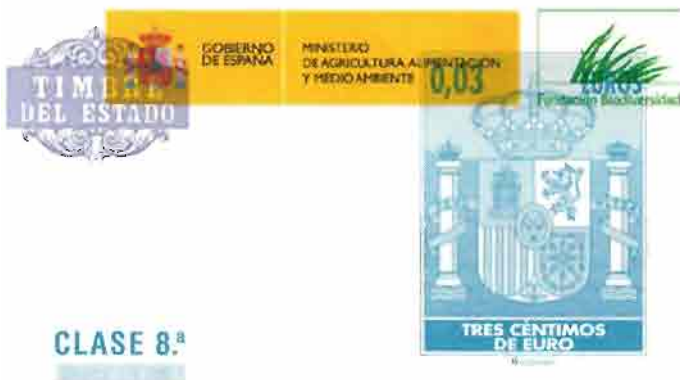 TIMBRE
DEL ESTADO
GOBIERNO
DE ESPAÑA
MINISTERIO
DE AGRICULTURA, ALIMENTACIÓN
Y MEDIO AMBIENTE
0,03
EUROS
Fundación Biodiversidad
TRES CÉNTIMOS
DE EURO
CLASE 8.ª